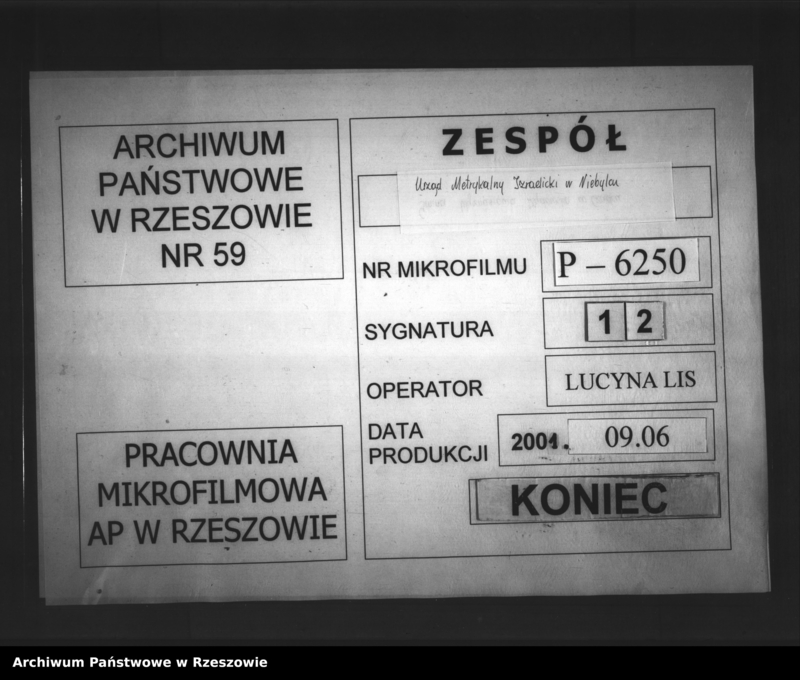 ARCHIWUM
PAŃSTWOWE
W RZESZOWIE
NR 59
PRACOWNIA
MIKROFILMOWA
AP W RZESZOWIE
ZESPÓŁ
Urząd Metrykalny Izraelicki w Niebylcu
NR MIKROFILMU P – 6250
SYGNATURA 1 2
OPERATOR LUCYNA LIS
DATA
PRODUKCJI 2001. 09.06
KONIEC
Archiwum Państwowe w Rzeszowie